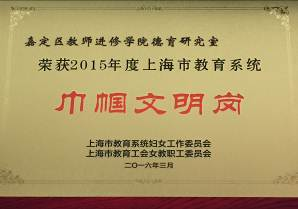 嘉定区教师进修学院德育研究室
荣获2015年度上海市教育系统
巾帼文明岗
上海市教育系统妇女工作委员会
上海市教育工会女教职工委员会
二〇一六年三月